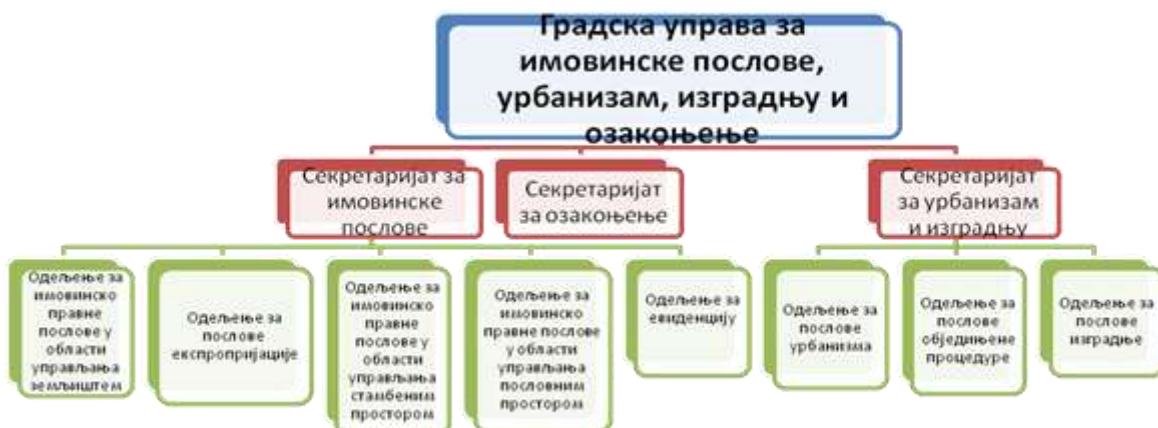 Градска управа за
имовинске послове,
урбанизам, изградњу и
озакоњење
Секретаријат за
имовинске
послове
Секретаријат
за озакоњење
Секретаријат
за урбанизам
и изградњу
Одељење за
имовинско
правне
послове у
области
управљања
земљиштем
Одељење за
послове
експропријације
Одељење за
имовинско
правне
послове у
области
управљања
стамбеним
простором
Одељење за
имовинско
правне послове
у области
управљања
пословним
простором
Одељење за
евиденцију
Одељење за
послове
урбанизма
Одељење за
послове
обједињене
процедуре
Одељење за
послове
изградње